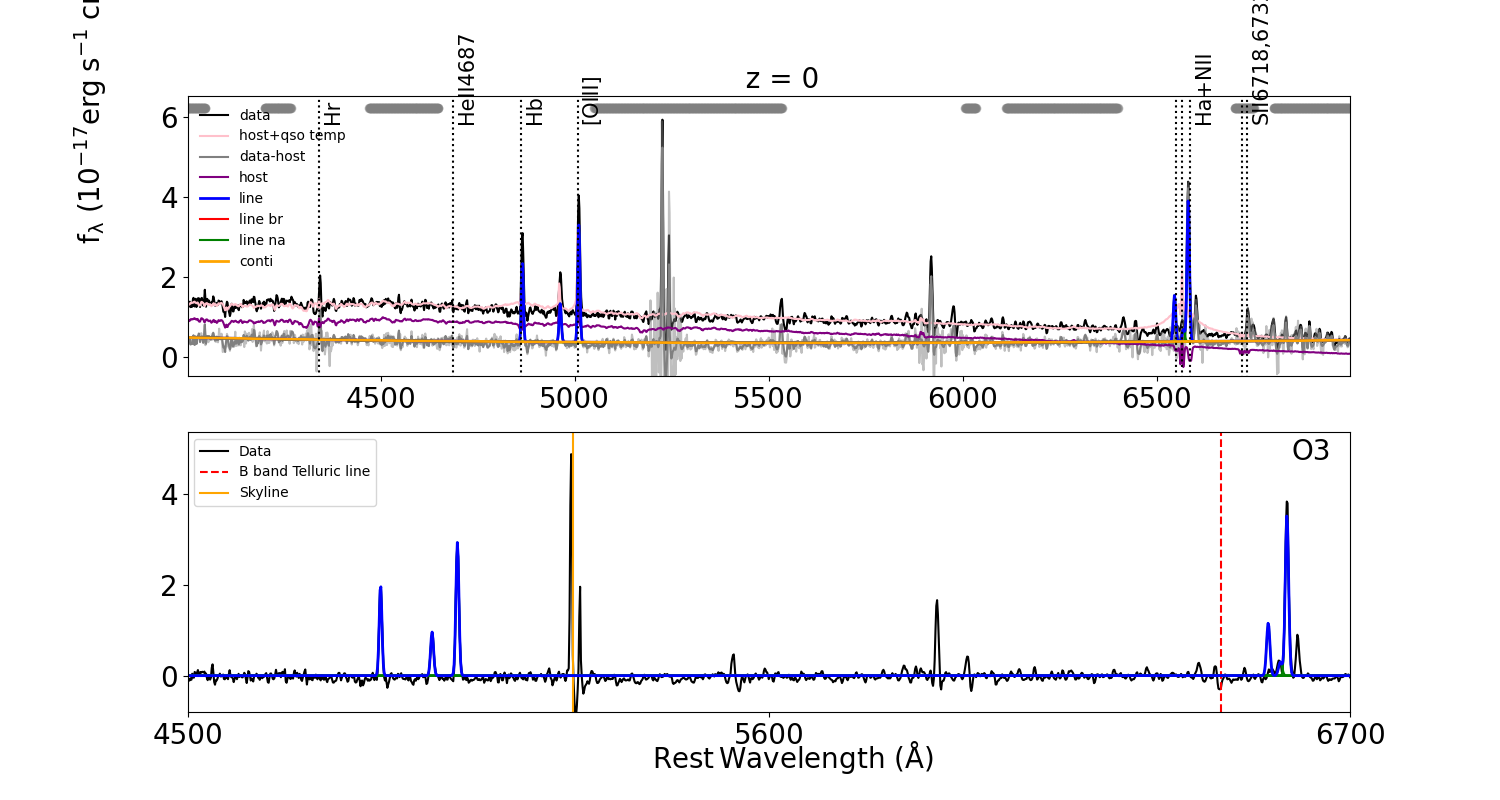 z = 0
f_λ (10^−17 erg s^−1
Hγ
HeII4687
Hb
[OIII]
Ha+NII
SII6718,673
data
host+qso temp
data-host
host
line
line br
line na
conti
6
4
2
0
4500 5000 5500 6000 6500
O3
Data
B band Telluric line
Skyline
4
2
0
4500 5600 6700
Rest Wavelength (Å)